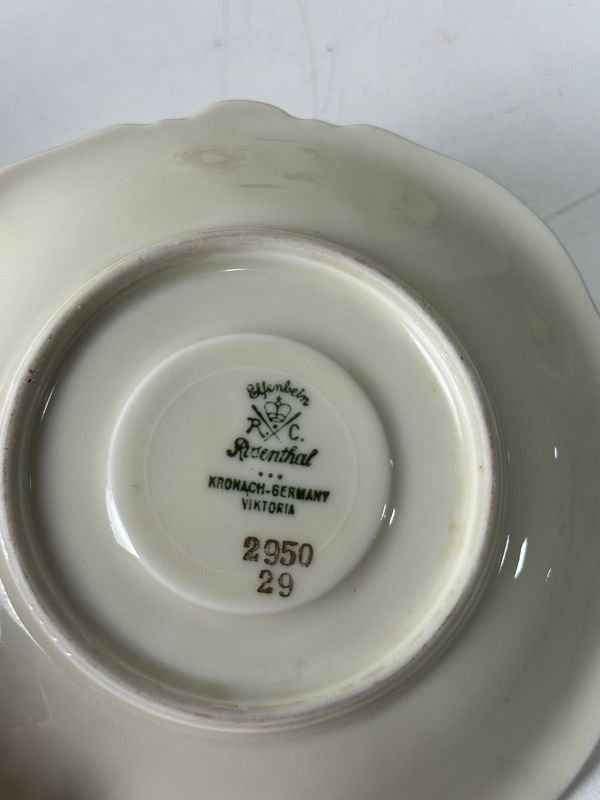 Elfenbein
R. C.
Rosenthal
KRONACH-GERMANY
VIKTORIA
2950
29